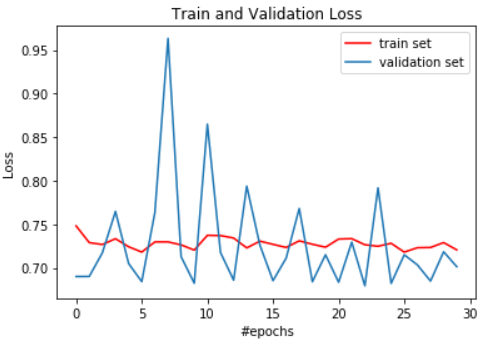 Train and Validation Loss
train set
validation set
0.95
0.90
0.85
0.80
0.75
0.70
Loss
0 5 10 15 20 25 30
#epochs